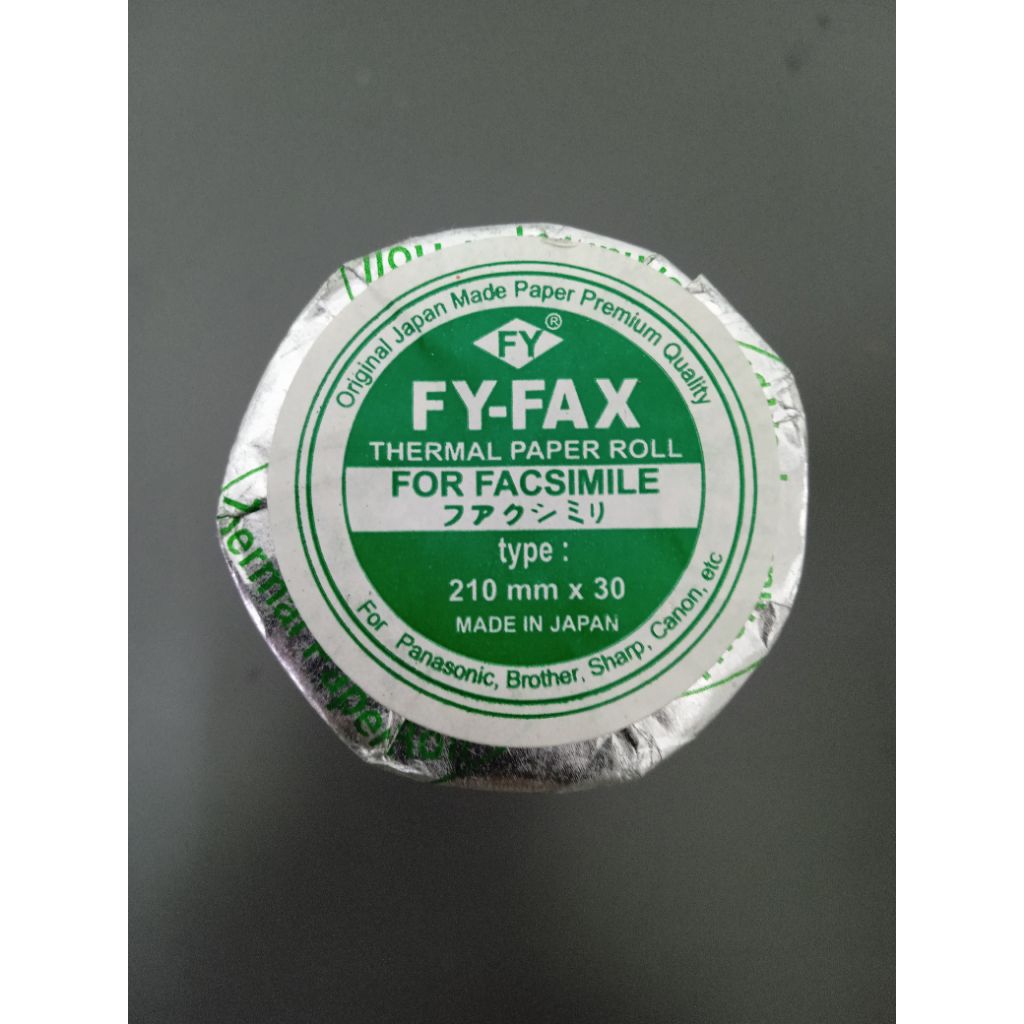 Original Japan Made Paper Premium Quality
FY®
FY-FAX
THERMAL PAPER ROLL
FOR FACSIMILE
フアクシミリ
type :
210 mm x 30
MADE IN JAPAN
For Panasonic, Brother, Sharp, Canon, etc